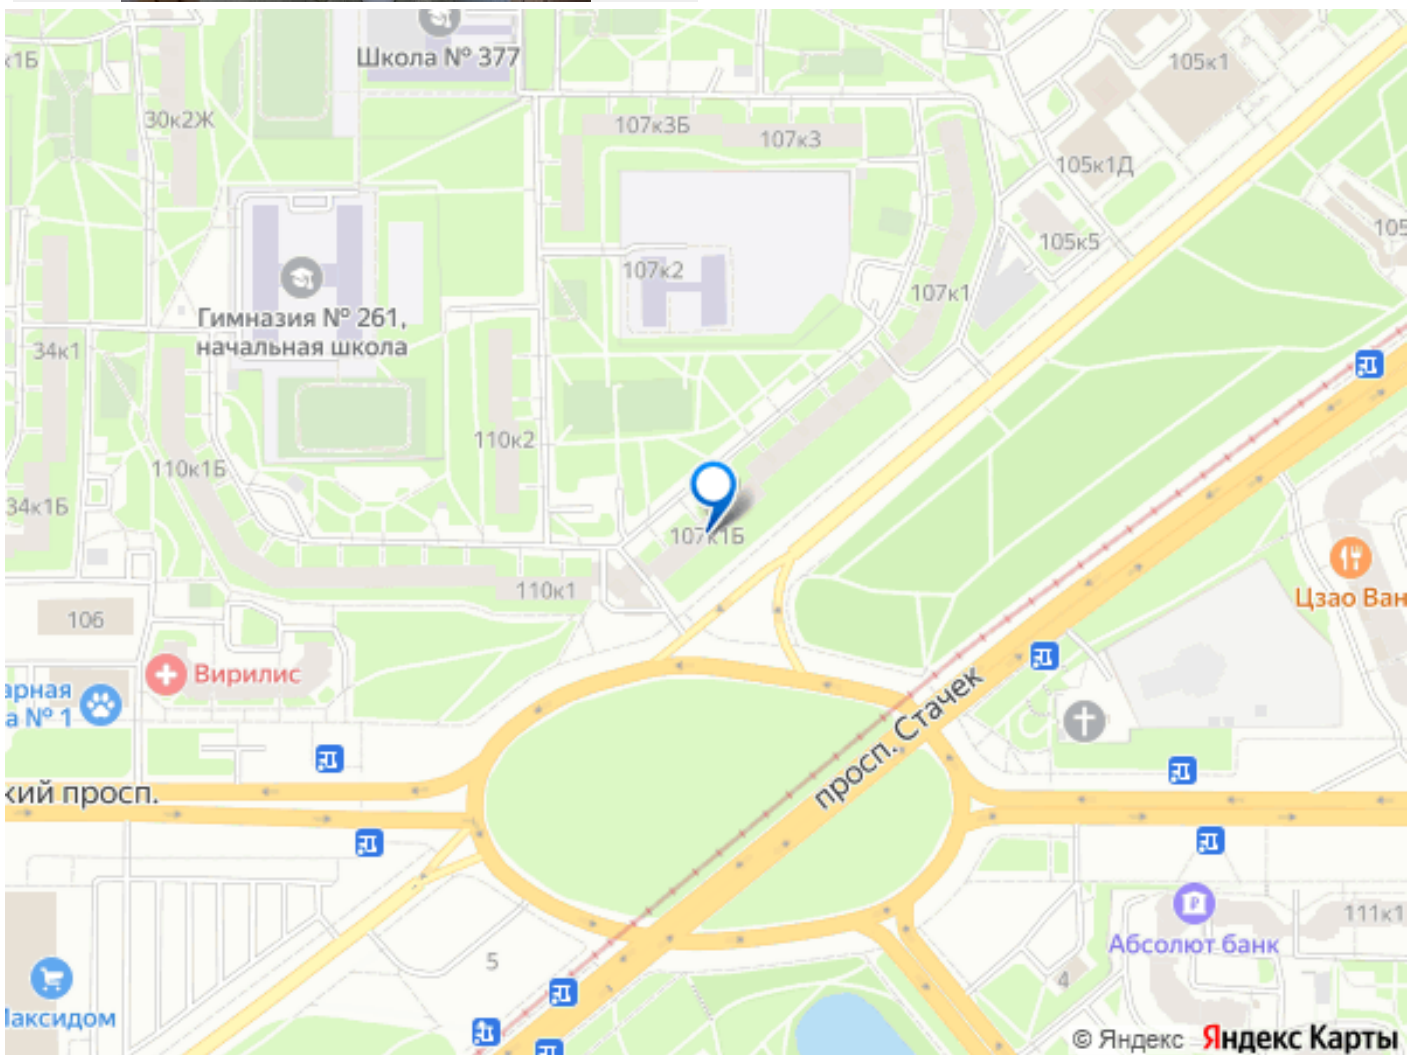 Школа № 377
к1Б
105к1
30к2Ж
107к3Б
107к3
105к1Д
105
105к5
107к2
107к1
Гимназия № 261,
начальная школа
34к1
110к2
110к1Б
34к1Б
107к1Б
110к1
Цзао Ван
106
Вирилис
арная
а № 1
просп. Стачек
кий просп.
111к1
Абсолют банк
5
4
Максидом
© Яндекс Яндекс Карты